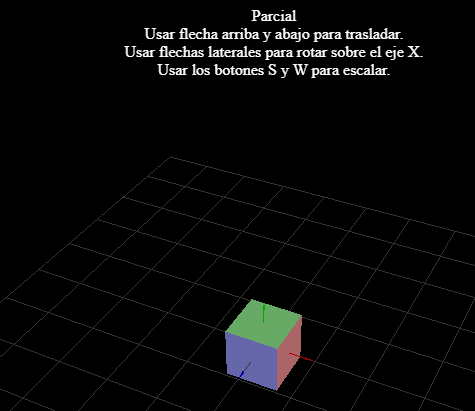 Parcial
Usar flecha arriba y abajo para trasladar.
Usar flechas laterales para rotar sobre el eje X.
Usar los botones S y W para escalar.